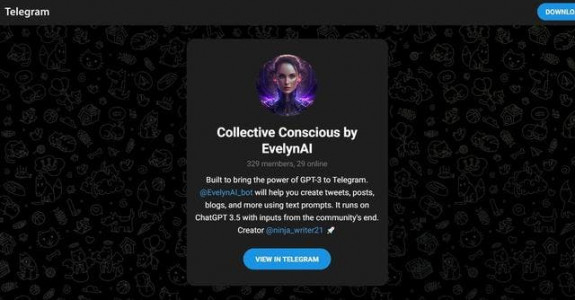 Telegram
DOWNLO
Collective Conscious by
EvelynAI
329 members, 29 online
Built to bring the power of GPT-3 to Telegram.
@EvelynAI_bot will help you create tweets, posts,
blogs, and more using text prompts. It runs on
ChatGPT 3.5 with inputs from the community's end.
Creator @ninja_writer21 🚀
VIEW IN TELEGRAM